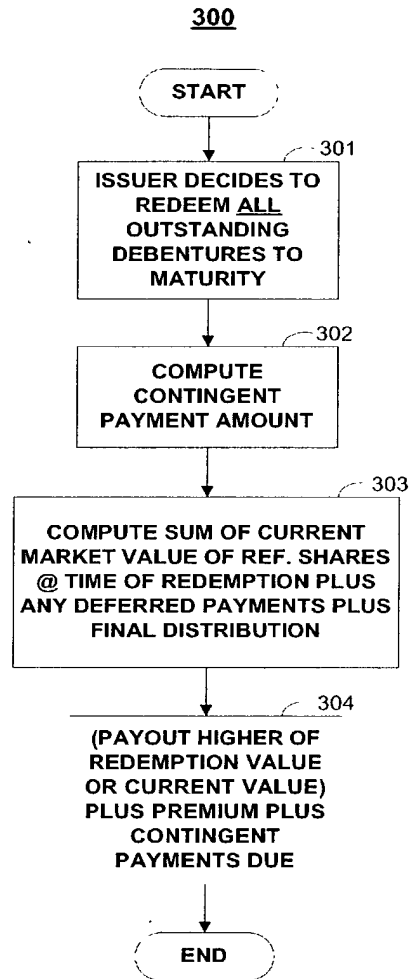 300
START
301
ISSUER DECIDES TO
REDEEM ALL
OUTSTANDING
DEBENTURES TO
MATURITY
302
COMPUTE
CONTINGENT
PAYMENT AMOUNT
303
COMPUTE SUM OF CURRENT
MARKET VALUE OF REF. SHARES
@ TIME OF REDEMPTION PLUS
ANY DEFERRED PAYMENTS PLUS
FINAL DISTRIBUTION
304
(PAYOUT HIGHER OF
REDEMPTION VALUE
OR CURRENT VALUE)
PLUS PREMIUM PLUS
CONTINGENT
PAYMENTS DUE
END